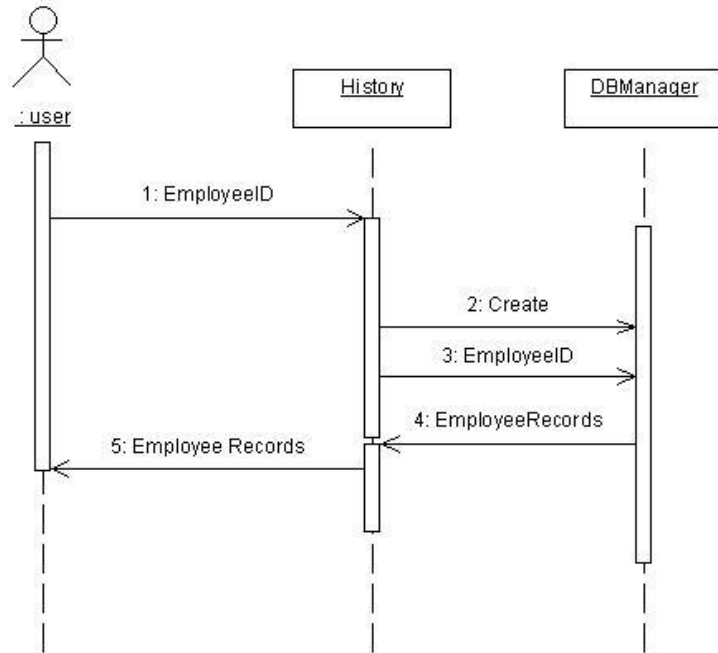 : user
History
DBManager
1: EmployeeID
2: Create
3: EmployeeID
4: EmployeeRecords
5: Employee Records